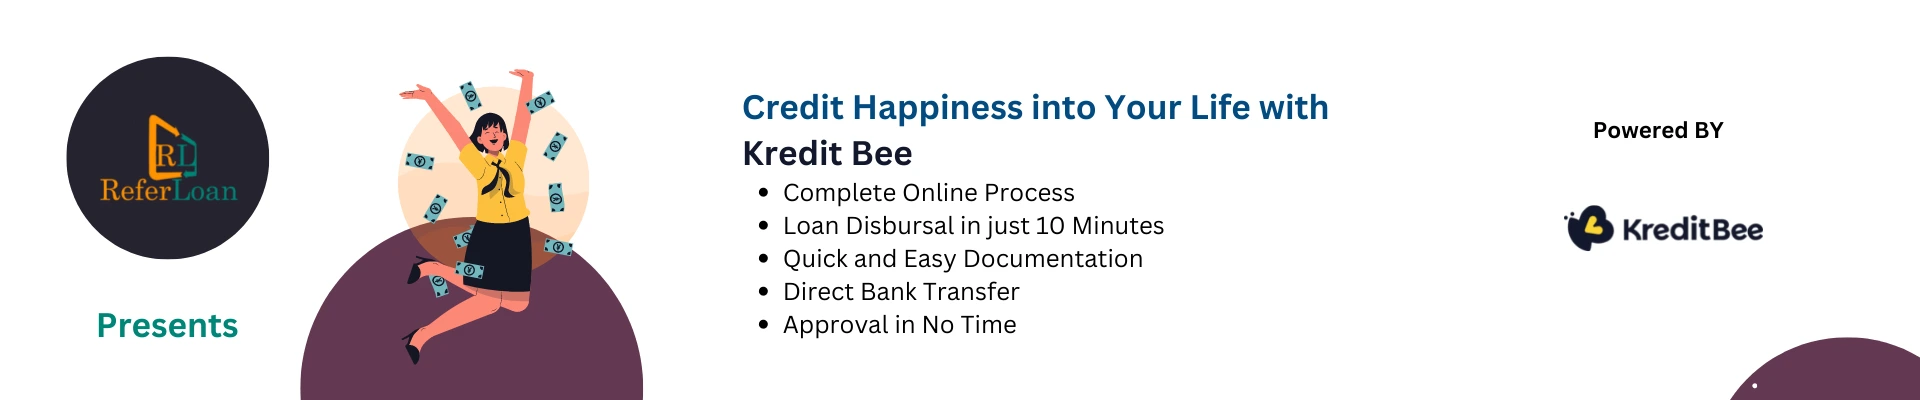 RL
ReferLoan
Presents
Credit Happiness into Your Life with
Kredit Bee
• Complete Online Process
• Loan Disbursal in just 10 Minutes
• Quick and Easy Documentation
• Direct Bank Transfer
• Approval in No Time
Powered BY
KreditBee